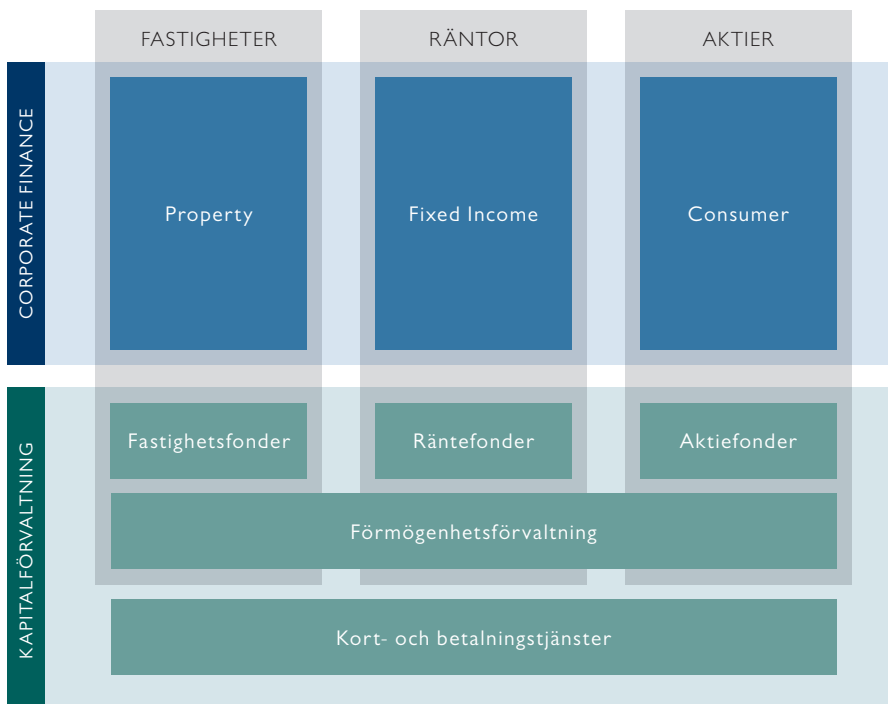 FASTIGHETER
RÄNTOR
AKTIER
CORPORATE FINANCE
Property
Fixed Income
Consumer
KAPITALFÖRVALTNING
Fastighetsfonder
Räntefonder
Aktiefonder
Förmögenhetsförvaltning
Kort- och betalningstjänster